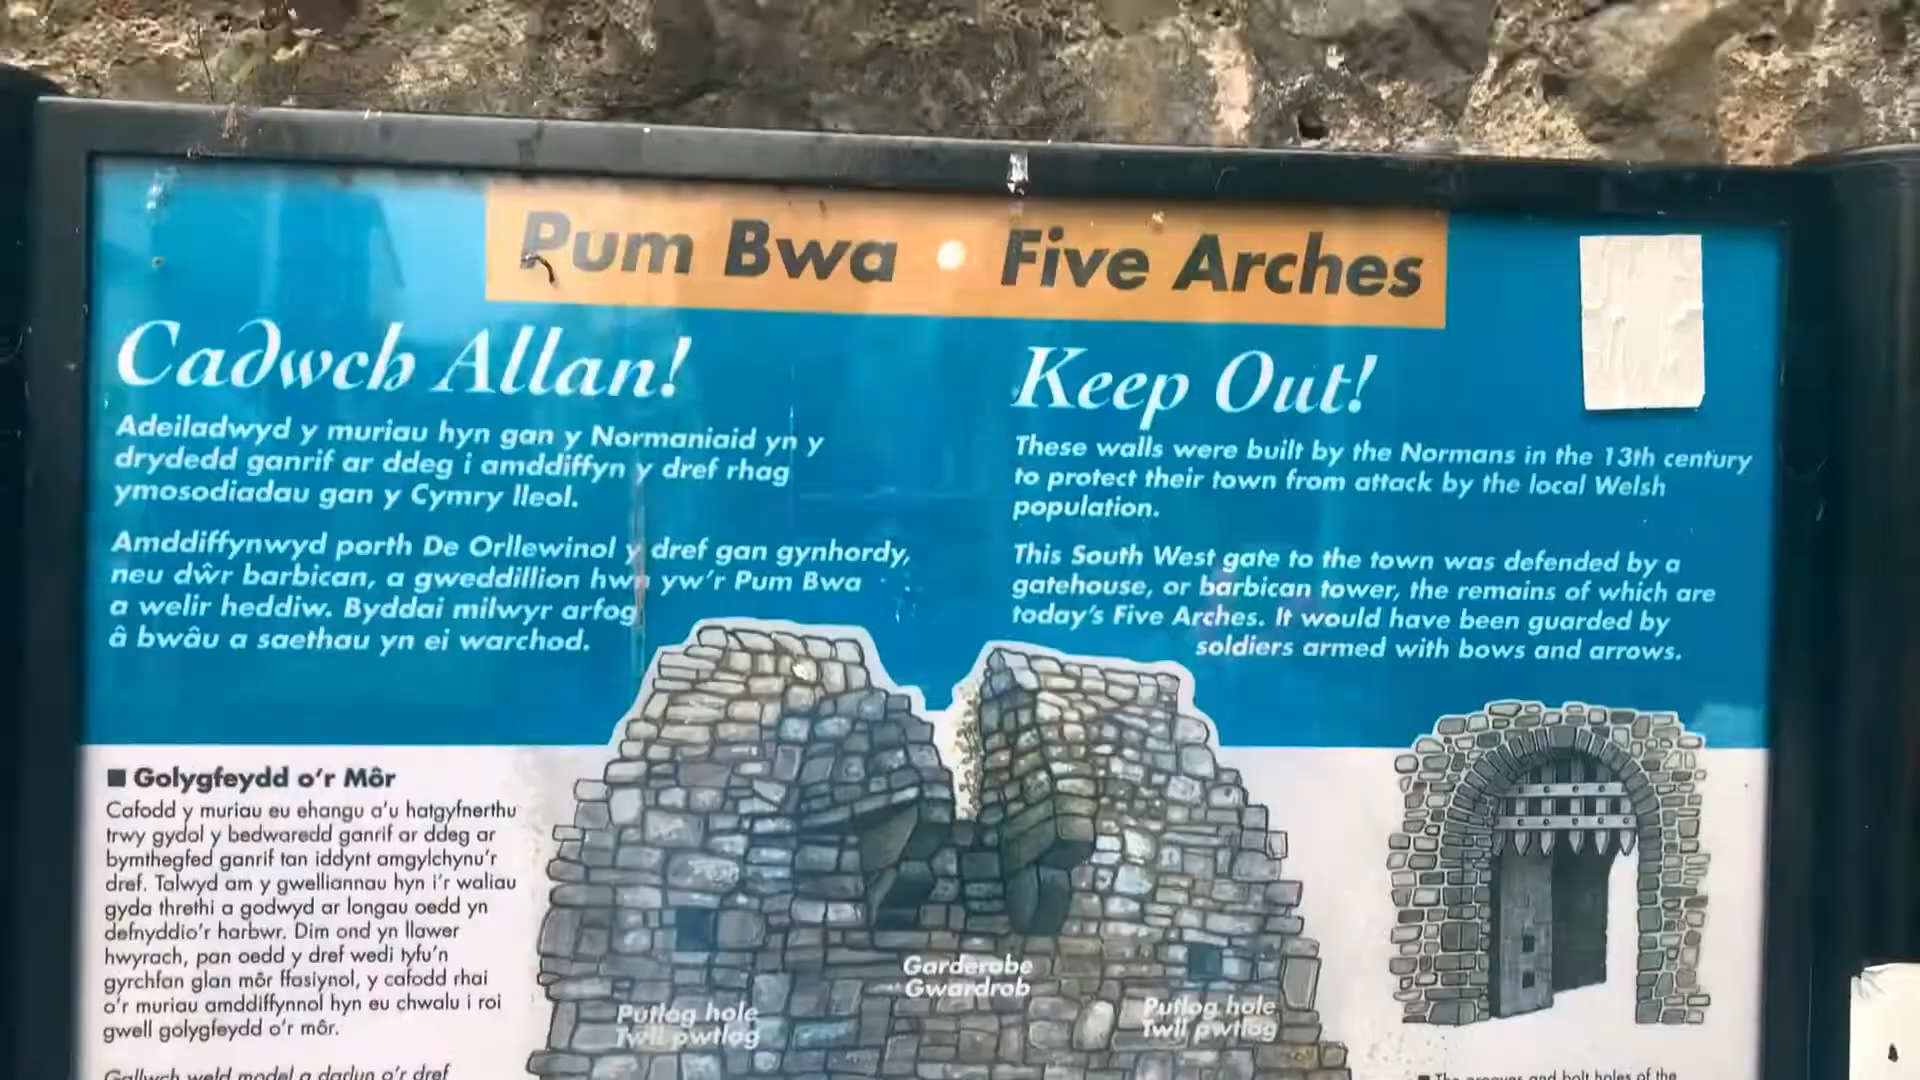 Pum Bwa • Five Arches
Cadwch Allan!
Adeiladwyd y muriau hyn gan y Normaniaid yn y
drydedd ganrif ar ddeg i amddiffyn y dref rhag
ymosodiadau gan y Cymry lleol.
Amddiffynwyd porth De Orllewinol y dref gan gynhordy,
neu dŵr barbican, a gweddillion hwn yw'r Pum Bwa
a welir heddiw. Byddai milwyr arfog
â bwâu a saethau yn ei warchod.
Keep Out!
These walls were built by the Normans in the 13th century
to protect their town from attack by the local Welsh
population.
This South West gate to the town was defended by a
gatehouse, or barbican tower, the remains of which are
today's Five Arches. It would have been guarded by
soldiers armed with bows and arrows.
■ Golygfeydd o'r Môr
Cafodd y muriau eu ehangu a'u hatgyfnerthu
trwy gydol y bedwaredd ganrif ar ddeg ar
bymthegfed ganrif tan iddynt amgylchynu'r
dref. Talwyd am y gwelliannau hyn i'r waliau
gyda threthi a godwyd ar longau oedd yn
defnyddio'r harbwr. Dim ond yn llawer
hwyrach, pan oedd y dref wedi tyfu'n
gyrchfan glan môr ffasiynol, y cafodd rhai
o'r muriau amddiffynnol hyn eu chwalu i roi
gwell golygfeydd o'r môr.
Gallwch weld model a darlun o'r dref
Garderobe
Gwardrob
Putlog hole
Twll pwtlog
Putlog hole
Twll pwtlog
■ The grooves and bolt holes of the